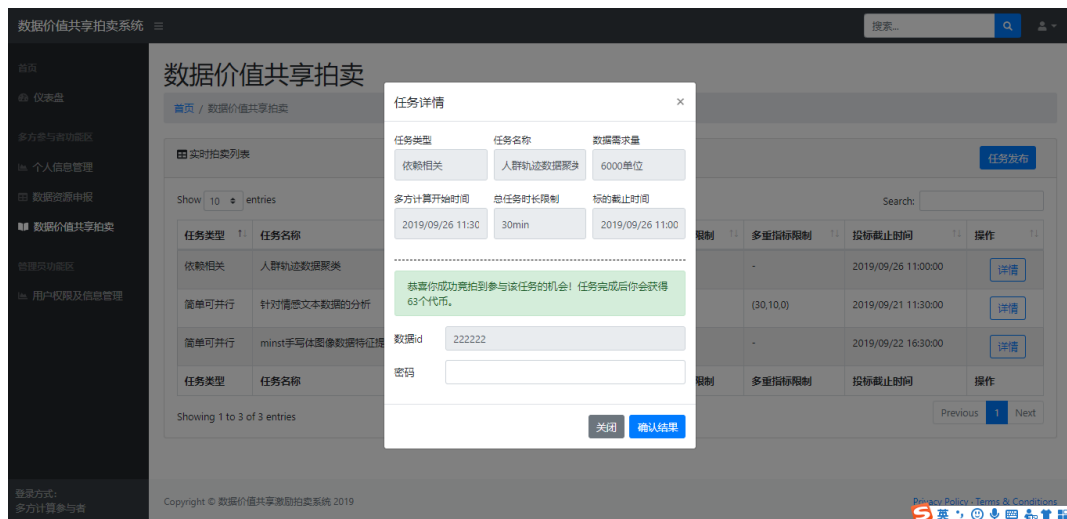 数据价值共享拍卖系统
搜索...
首页
仪表盘
多方参与者功能区
个人信息管理
数据资源申报
数据价值共享拍卖
管理员功能区
用户权限及信息管理
登录方式：
多方计算参与者
数据价值共享拍卖
首页 / 数据价值共享拍卖
实时拍卖列表
任务发布
Show 10 entries
Search:
任务类型 任务名称 限制 多重指标限制 投标截止时间 操作
依赖相关 人群轨迹数据聚类 - 2019/09/26 11:00:00 详情
简单可并行 针对情感文本数据的分析 (30,10,0) 2019/09/21 11:30:00 详情
简单可并行 minst手写体图像数据特征提 - 2019/09/22 16:30:00 详情
任务类型 任务名称 限制 多重指标限制 投标截止时间 操作
Showing 1 to 3 of 3 entries
Previous 1 Next
任务详情 ×
任务类型 任务名称 数据需求量
依赖相关 人群轨迹数据聚 6000单位
多方计算开始时间 总任务时长限制 标的截止时间
2019/09/26 11:30 30min 2019/09/26 11:00
恭喜你成功竞拍到参与该任务的机会！任务完成后你会获得
63个代币。
数据id 222222
密码
关闭 确认结果
Copyright © 数据价值共享激励拍卖系统 2019
Privacy Policy · Terms & Conditions
英